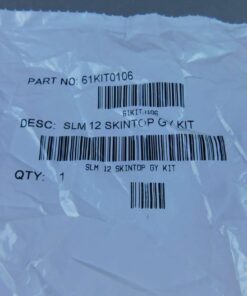 PART NO: 61KIT0106
61KIT0106
DESC: SLM 12 SKINTOP GY KIT
SLM 12 SKINTOP GY KIT
QTY: 1